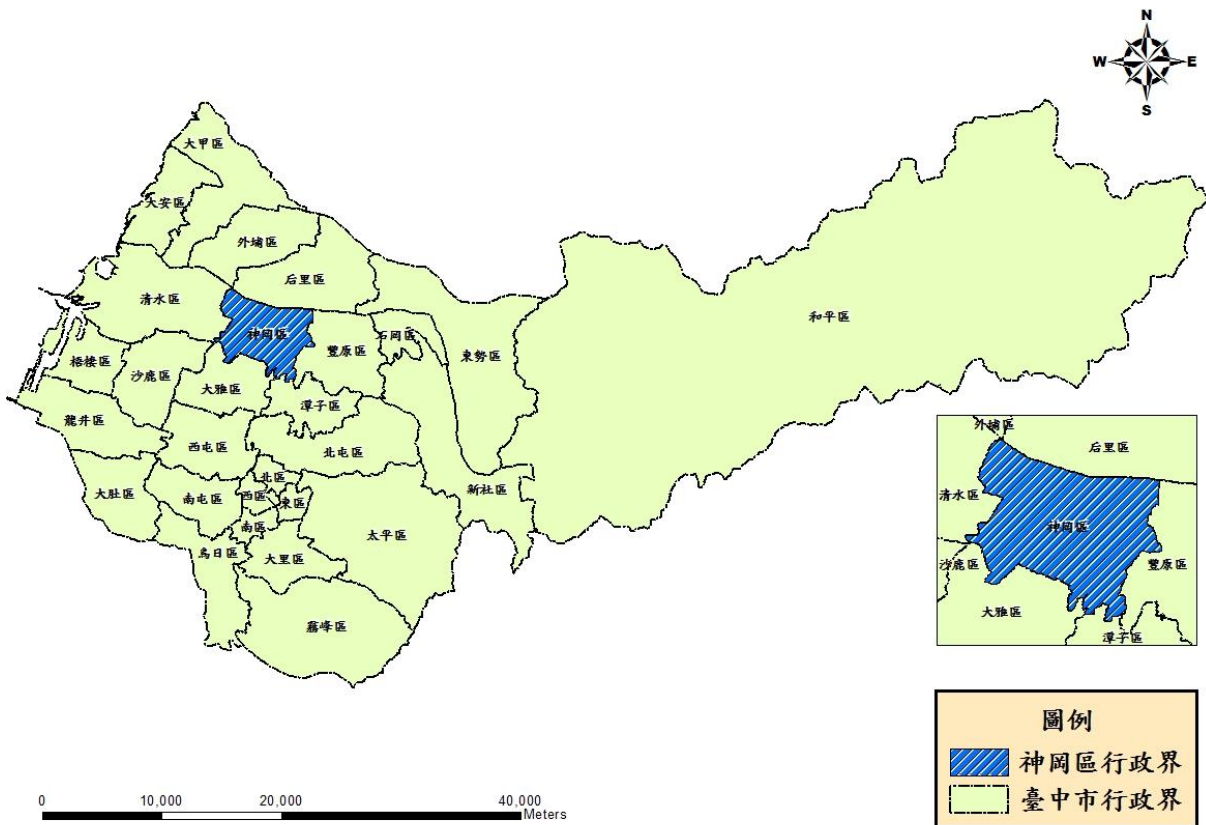 N
W E
S
大甲區
大安區
外埔區
后里區
清水區
神岡區
豐原區
石岡區
東勢區
和平區
梧棲區
沙鹿區
大雅區
潭子區
龍井區
西屯區
北屯區
新社區
大肚區
南屯區
北區
西區
東區
南區
太平區
烏日區
大里區
霧峰區
外埔區
后里區
清水區
神岡區
沙鹿區
豐原區
大雅區
潭子區
圖例
神岡區行政界
臺中市行政界
0 10,000 20,000 40,000
Meters